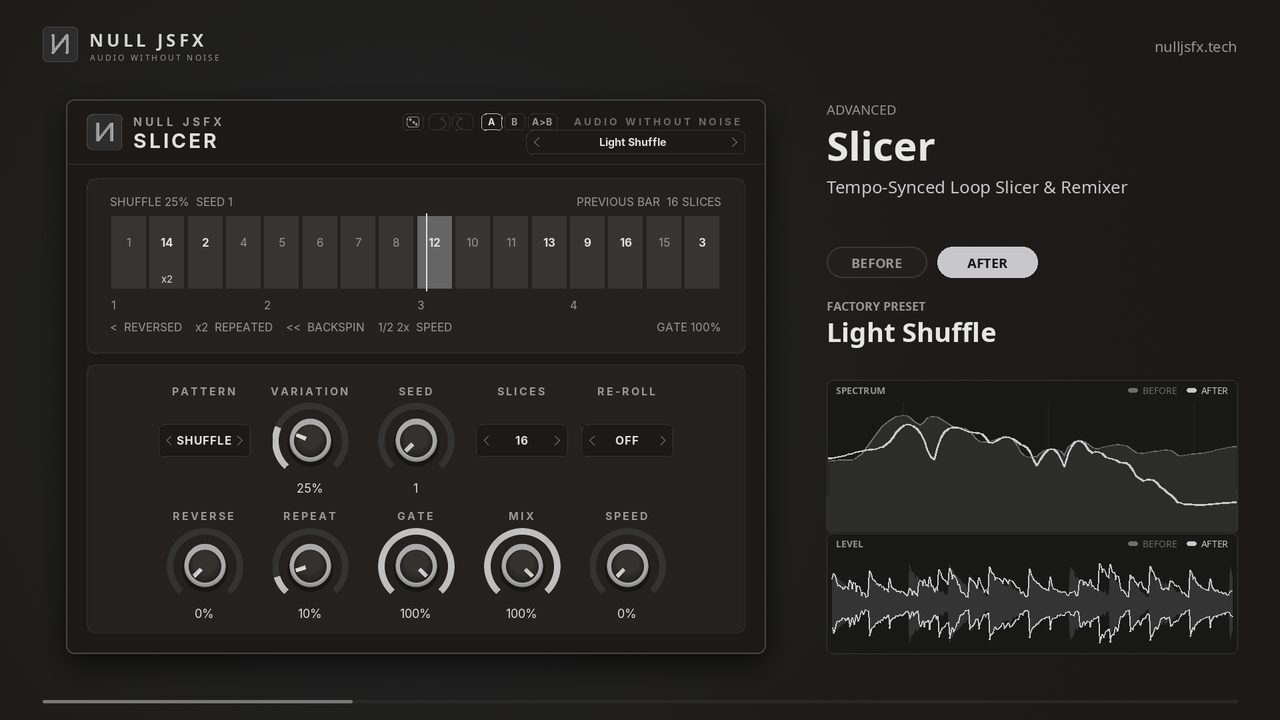 NULL JSFX
AUDIO WITHOUT NOISE
nulljsfx.tech
NULL JSFX
SLICER
A B A>B AUDIO WITHOUT NOISE
Light Shuffle
SHUFFLE 25% SEED 1 PREVIOUS BAR 16 SLICES
1 14 2 4 5 6 7 8 12 10 11 13 9 16 15 3
x2
1 2 3 4
< REVERSED x2 REPEATED << BACKSPIN 1/2 2x SPEED GATE 100%
PATTERN VARIATION SEED SLICES RE-ROLL
SHUFFLE 16 OFF
25% 1
REVERSE REPEAT GATE MIX SPEED
0% 10% 100% 100% 0%
ADVANCED
Slicer
Tempo-Synced Loop Slicer & Remixer
BEFORE AFTER
FACTORY PRESET
Light Shuffle
SPECTRUM BEFORE AFTER
LEVEL BEFORE AFTER